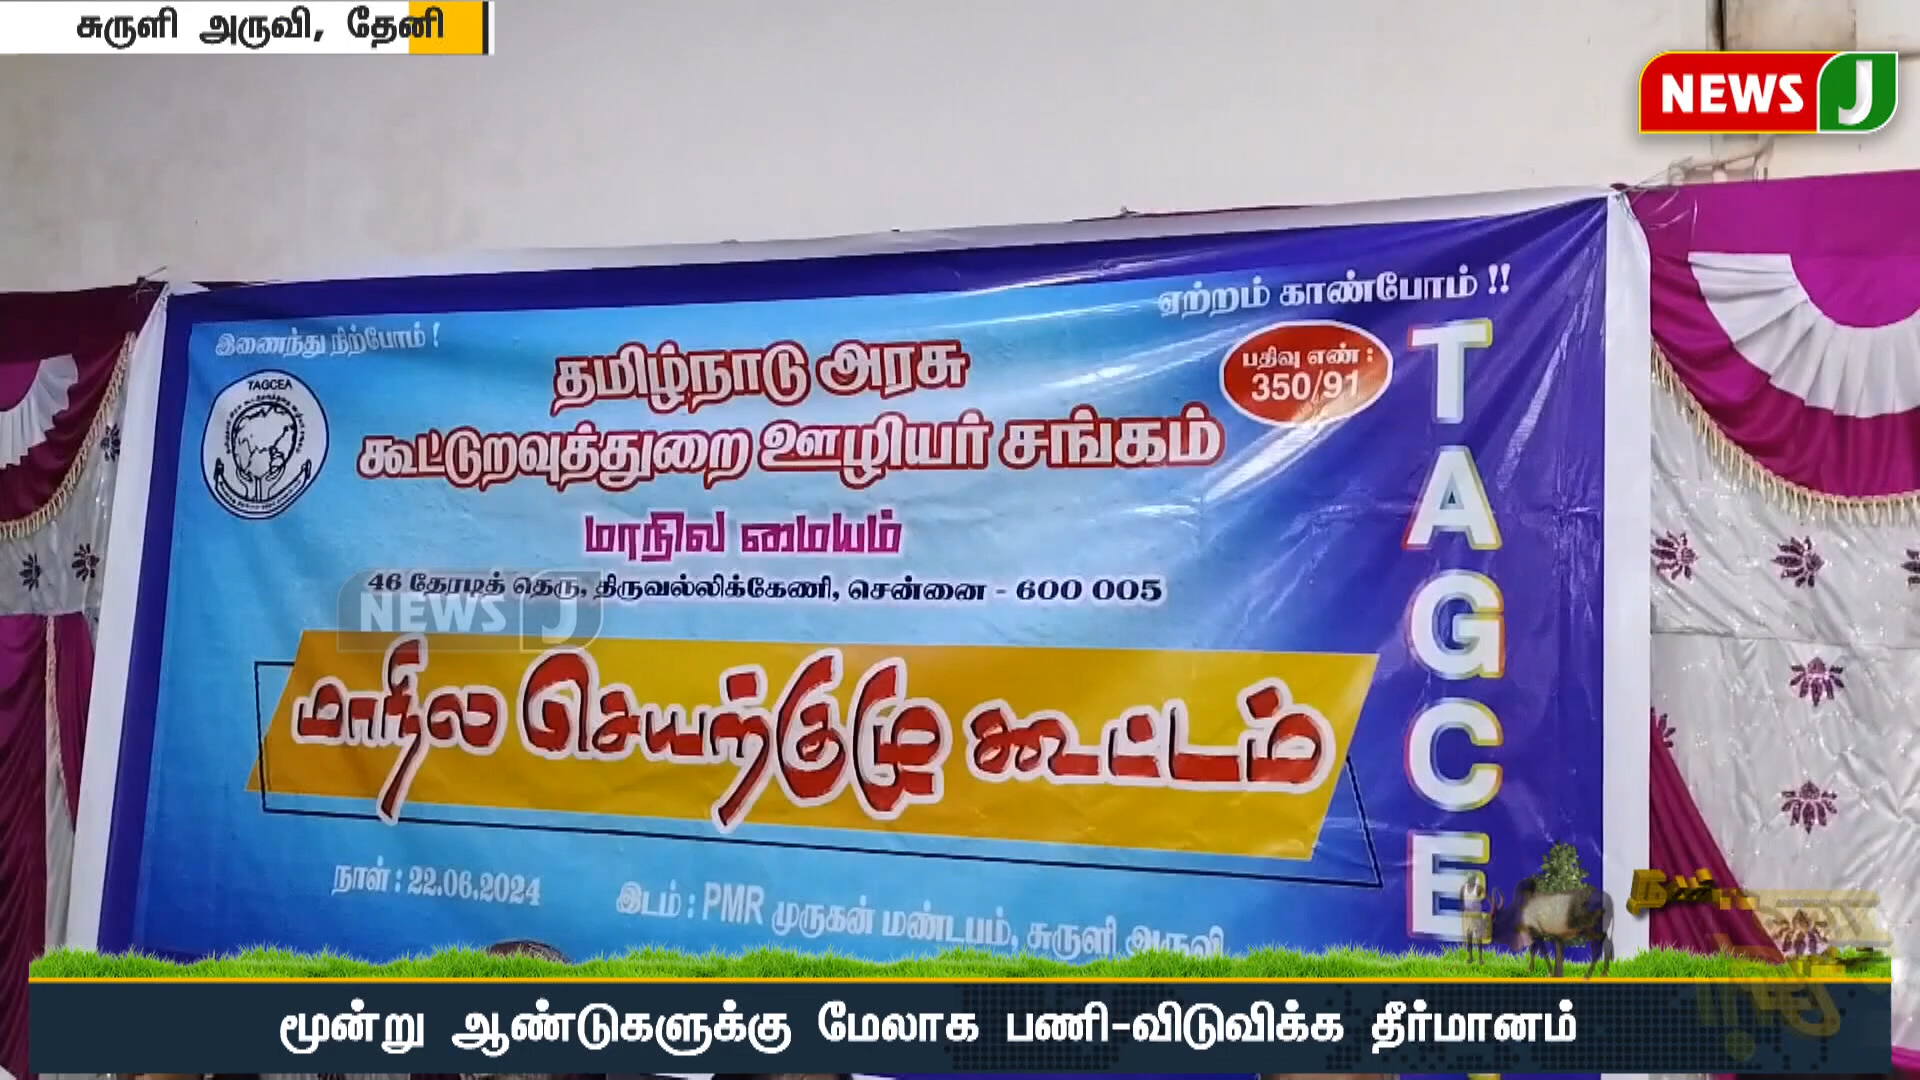 சுருளி அருவி, தேனி
NEWS J
இணைந்து நிற்போம் !
ஏற்றம் காண்போம் !!
TAGCEA
தமிழ்நாடு அரசு
பதிவு எண் :
350/91
கூட்டுறவுத்துறை ஊழியர் சங்கம்
மாநில மையம்
46 தேரடித் தெரு, திருவல்லிக்கேணி, சென்னை - 600 005
NEWS J
மாநில செயற்குழு கூட்டம்
நாள் : 22.06.2024
இடம் : PMR முருகன் மண்டபம், சுருளி அருவி
TAGCE
மூன்று ஆண்டுகளுக்கு மேலாக பணி-விடுவிக்க தீர்மானம்